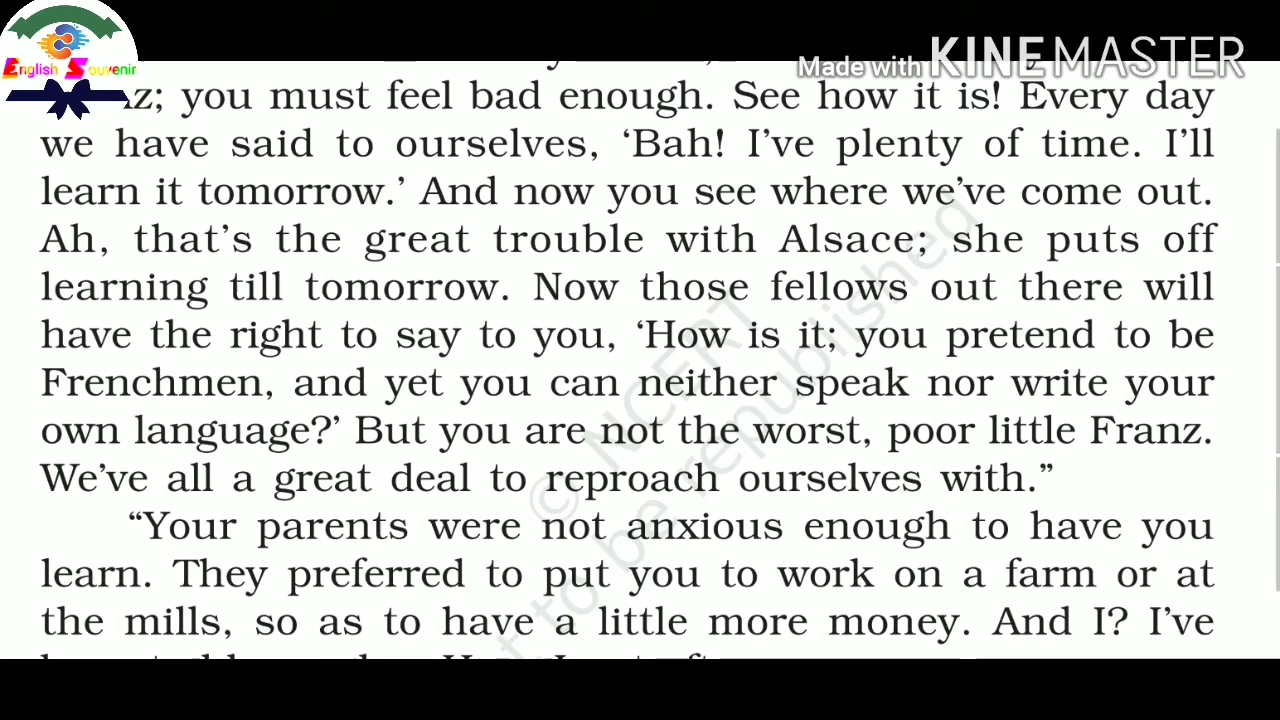 English Souvenir
Made with KINEMASTER
you must feel bad enough. See how it is! Every day
we have said to ourselves, ‘Bah! I’ve plenty of time. I’ll
learn it tomorrow.’ And now you see where we’ve come out.
Ah, that’s the great trouble with Alsace; she puts off
learning till tomorrow. Now those fellows out there will
have the right to say to you, ‘How is it; you pretend to be
Frenchmen, and yet you can neither speak nor write your
own language?’ But you are not the worst, poor little Franz.
We’ve all a great deal to reproach ourselves with.”
“Your parents were not anxious enough to have you
learn. They preferred to put you to work on a farm or at
the mills, so as to have a little more money. And I? I’ve
© NCERT
to be republished